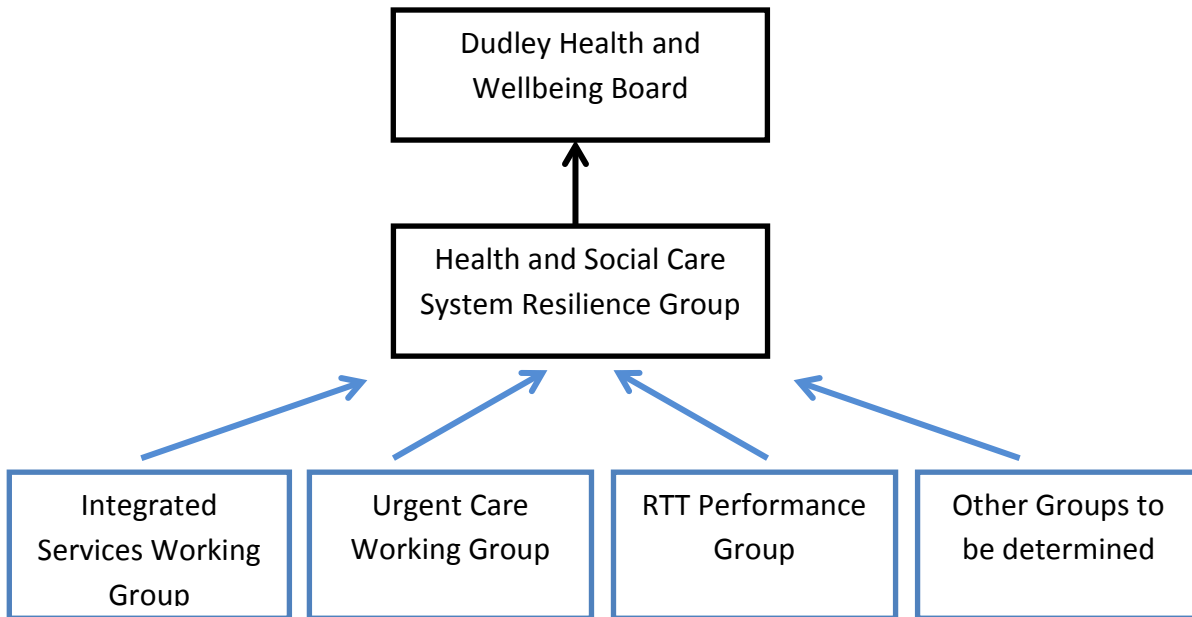 Dudley Health and
Wellbeing Board
Health and Social Care
System Resilience Group
Integrated
Services Working
Group
Urgent Care
Working Group
RTT Performance
Group
Other Groups to
be determined